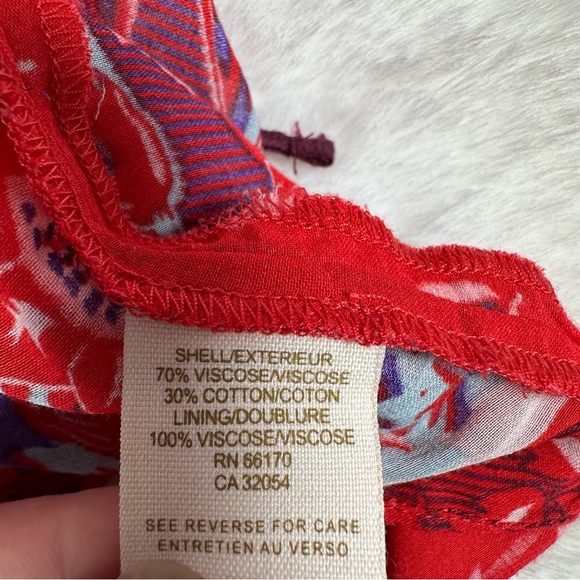 SHELL/EXTERIEUR
70% VISCOSE/VISCOSE
30% COTTON/COTON
LINING/DOUBLURE
100% VISCOSE/VISCOSE
RN 66170
CA 32054
SEE REVERSE FOR CARE
ENTRETIEN AU VERSO